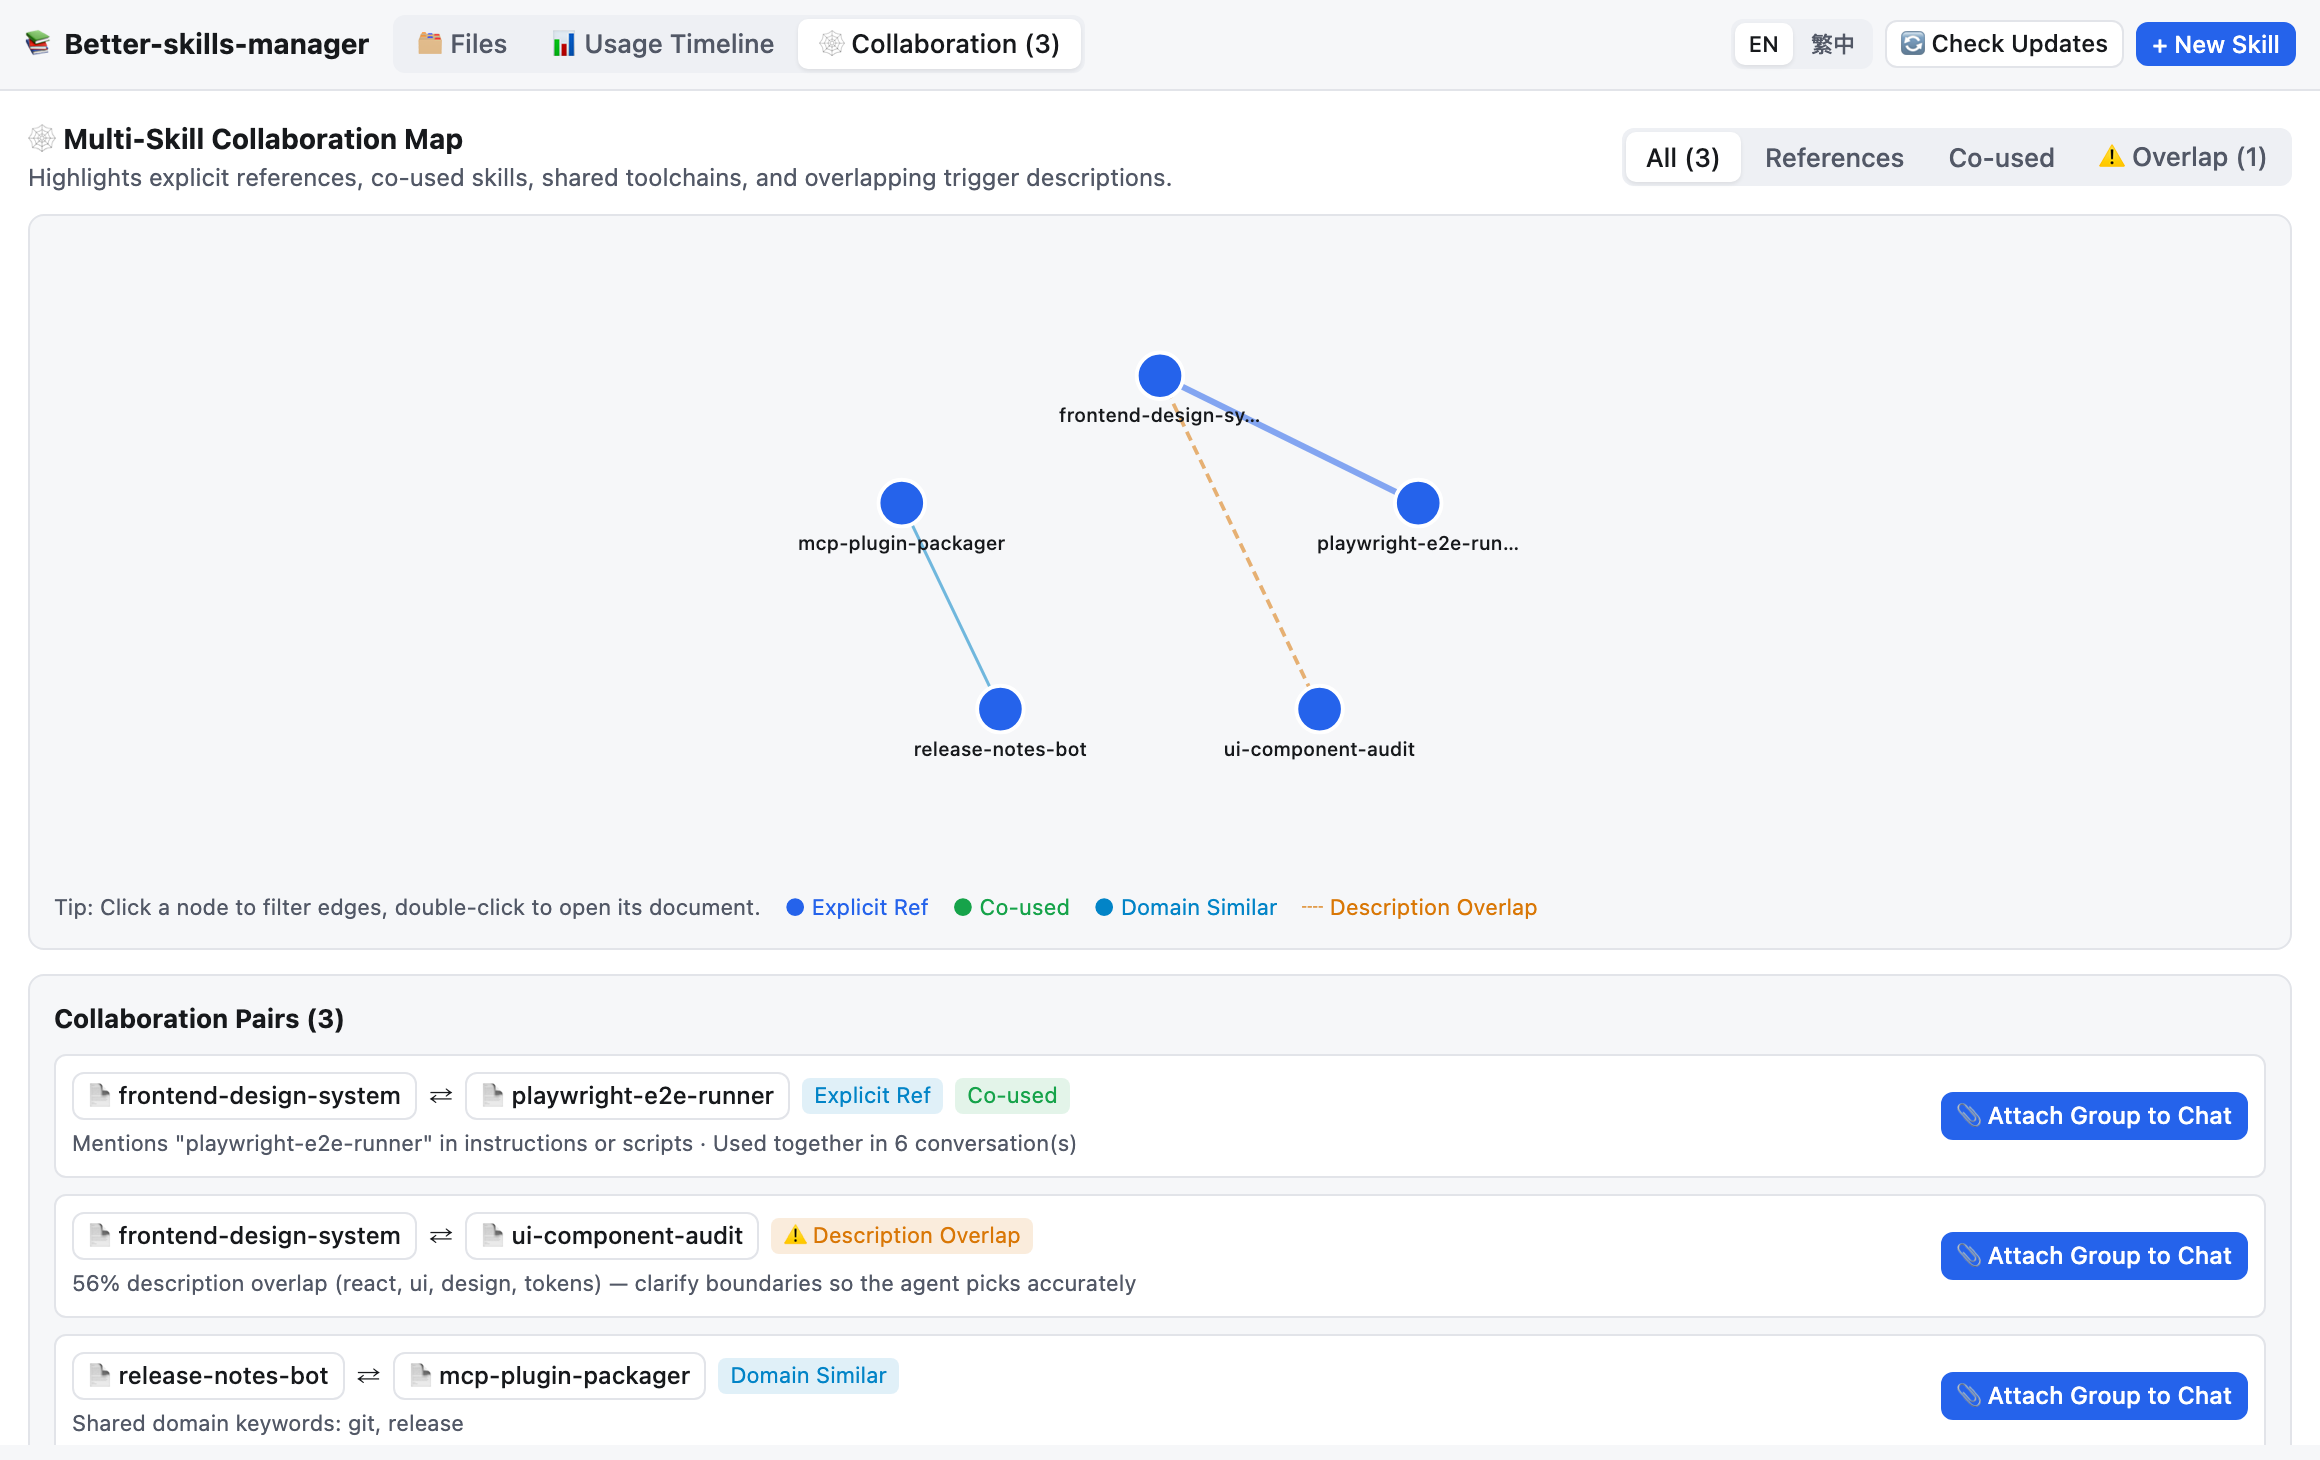 Better-skills-manager
Files
Usage Timeline
Collaboration (3)
EN
繁中
Check Updates
+ New Skill
Multi-Skill Collaboration Map
Highlights explicit references, co-used skills, shared toolchains, and overlapping trigger descriptions.
All (3)
References
Co-used
Overlap (1)
frontend-design-sy...
mcp-plugin-packager
playwright-e2e-run...
release-notes-bot
ui-component-audit
Tip: Click a node to filter edges, double-click to open its document.
Explicit Ref
Co-used
Domain Similar
Description Overlap
Collaboration Pairs (3)
frontend-design-system ⇄ playwright-e2e-runner Explicit Ref Co-used
Mentions "playwright-e2e-runner" in instructions or scripts · Used together in 6 conversation(s)
Attach Group to Chat
frontend-design-system ⇄ ui-component-audit Description Overlap
56% description overlap (react, ui, design, tokens) — clarify boundaries so the agent picks accurately
Attach Group to Chat
release-notes-bot ⇄ mcp-plugin-packager Domain Similar
Shared domain keywords: git, release
Attach Group to Chat